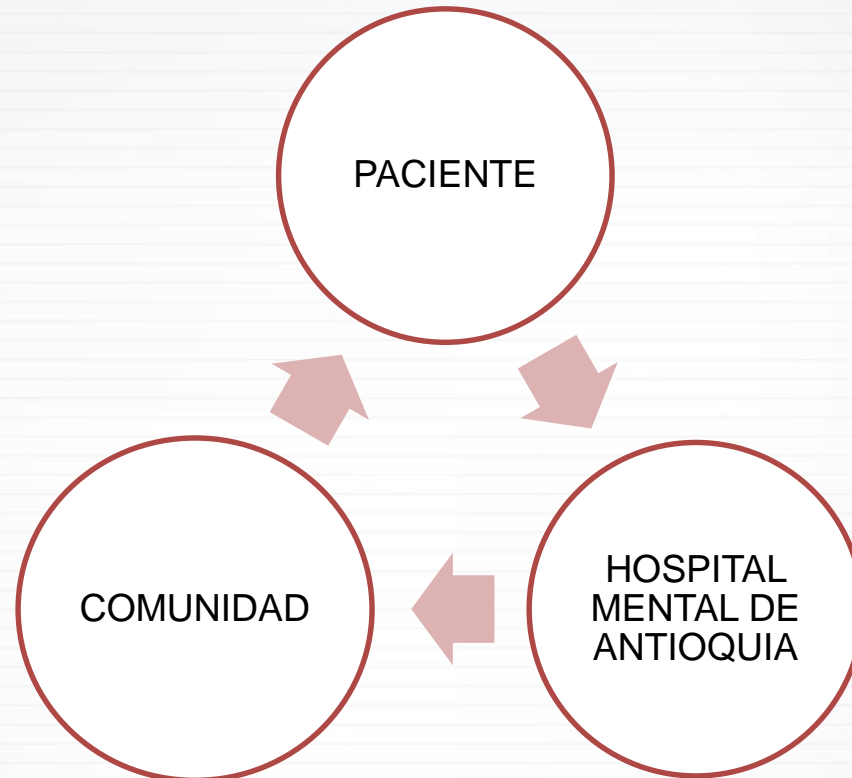 PACIENTE
COMUNIDAD
HOSPITAL
MENTAL DE
ANTIOQUIA